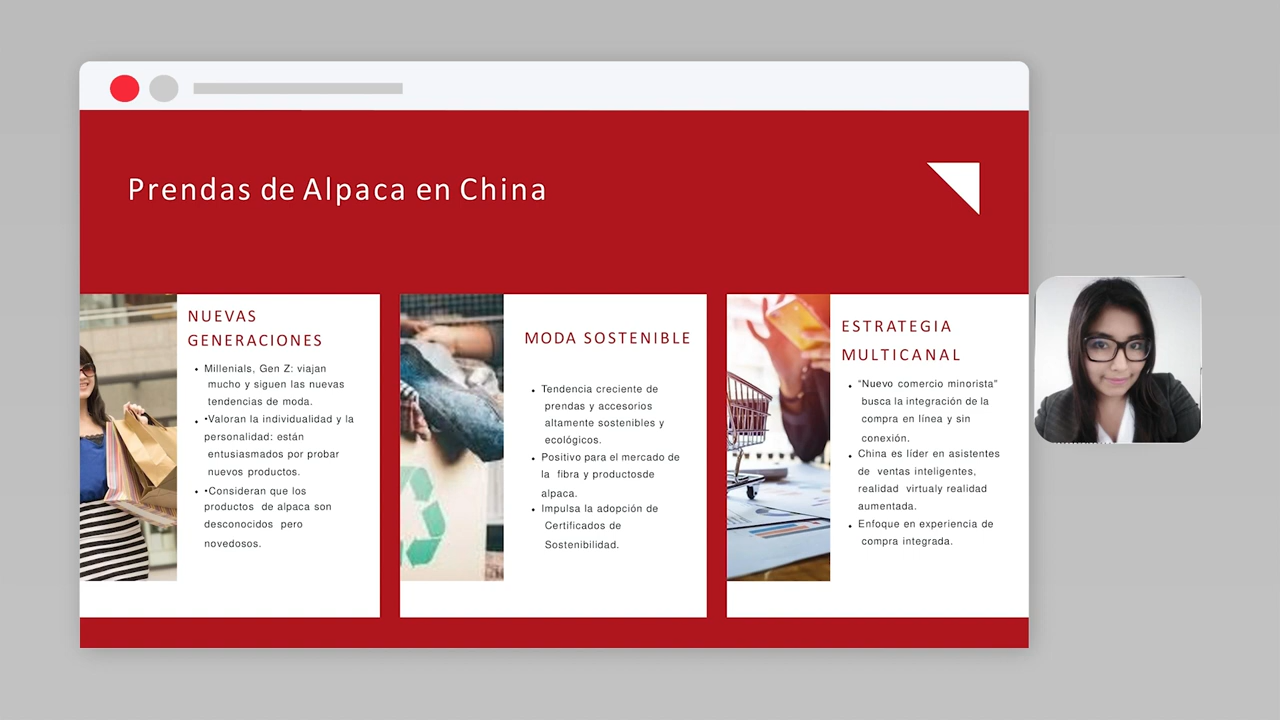 Prendas de Alpaca en China
NUEVAS
GENERACIONES
• Millenials, Gen Z: viajan
mucho y siguen las nuevas
tendencias de moda.
• •Valoran la individualidad y la
personalidad: están
entusiasmados por probar
nuevos productos.
• •Consideran que los
productos de alpaca son
desconocidos pero
novedosos.
MODA SOSTENIBLE
• Tendencia creciente de
prendas y accesorios
altamente sostenibles y
ecológicos.
• Positivo para el mercado de
la fibra y productosde
alpaca.
• Impulsa la adopción de
Certificados de
Sostenibilidad.
ESTRATEGIA
MULTICANAL
• "Nuevo comercio minorista"
busca la integración de la
compra en línea y sin
conexión.
• China es líder en asistentes
de ventas inteligentes,
realidad virtualy realidad
aumentada.
• Enfoque en experiencia de
compra integrada.